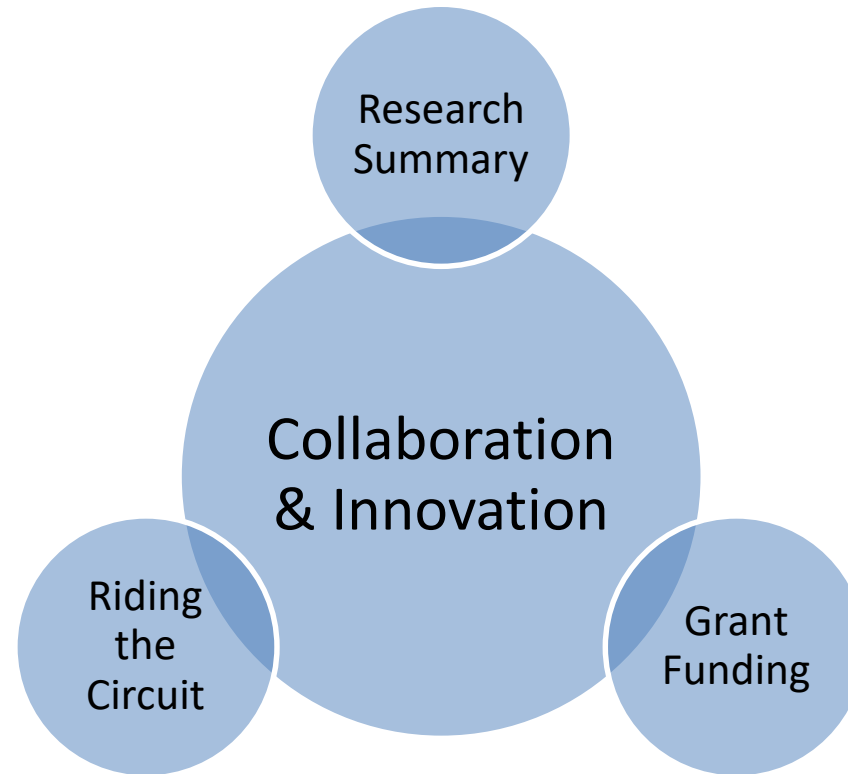 Research
Summary
Collaboration
& Innovation
Riding
the
Circuit
Grant
Funding